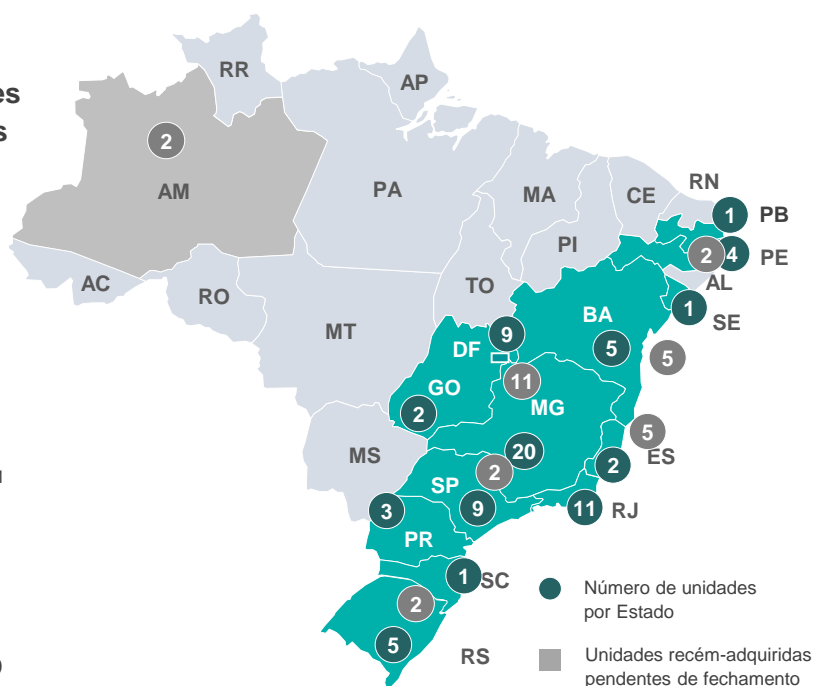 RR
AP
es
s
2
AM
PA
MA
CE
RN
1 PB
PI
2 4 PE
AL
AC
RO
TO
1
SE
MT
BA
9
DF
5
5
11
GO
2
MG
5
20
ES
MS
2
2
SP
3
9
11 RJ
PR
1 SC
Número de unidades
por Estado
2
5
RS
Unidades recém-adquiridas
pendentes de fechamento